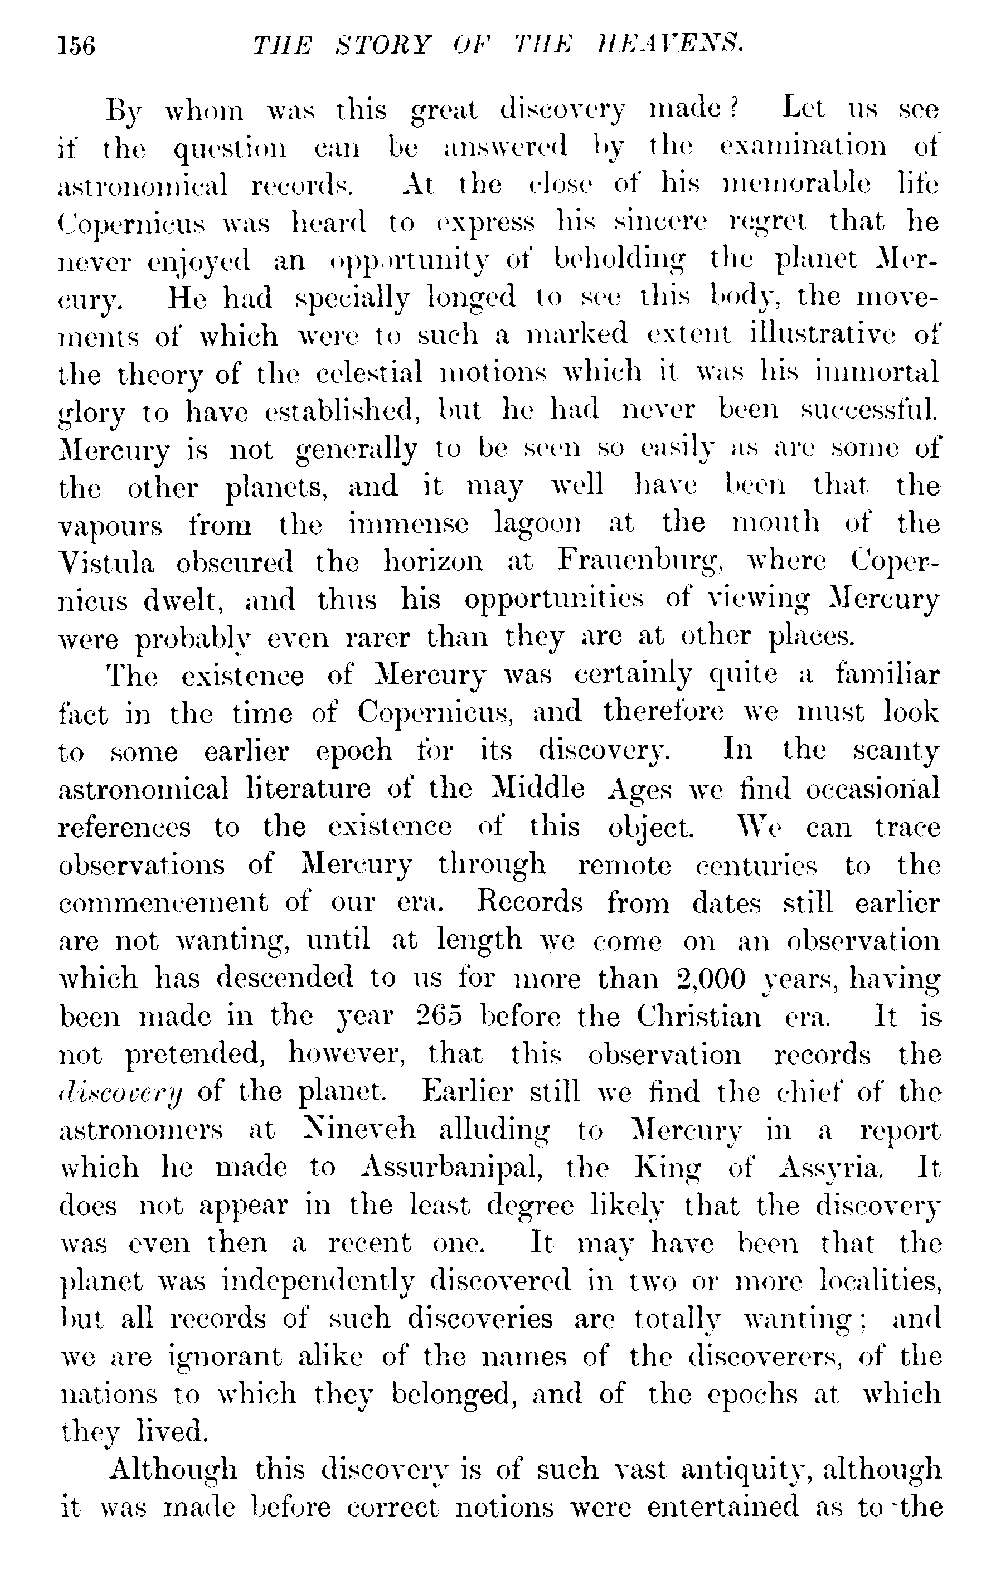 156 THE STORY OF THE HEAVENS.
By whom was this great discovery made? Let us see
if the question can be answered by the examination of
astronomical records. At the close of his memorable life
Copernicus was heard to express his sincere regret that he
never enjoyed an opportunity of beholding the planet Mer-
cury. He had specially longed to see this body, the move-
ments of which were to such a marked extent illustrative of
the theory of the celestial motions which it was his immortal
glory to have established, but he had never been successful.
Mercury is not generally to be seen so easily as are some of
the other planets, and it may well have been that the
vapours from the immense lagoon at the mouth of the
Vistula obscured the horizon at Frauenburg, where Coper-
nicus dwelt, and thus his opportunities of viewing Mercury
were probably even rarer than they are at other places.
The existence of Mercury was certainly quite a familiar
fact in the time of Copernicus, and therefore we must look
to some earlier epoch for its discovery. In the scanty
astronomical literature of the Middle Ages we find occasional
references to the existence of this object. We can trace
observations of Mercury through remote centuries to the
commencement of our era. Records from dates still earlier
are not wanting, until at length we come on an observation
which has descended to us for more than 2,000 years, having
been made in the year 265 before the Christian era. It is
not pretended, however, that this observation records the
discovery of the planet. Earlier still we find the chief of the
astronomers at Nineveh alluding to Mercury in a report
which he made to Assurbanipal, the King of Assyria. It
does not appear in the least degree likely that the discovery
was even then a recent one. It may have been that the
planet was independently discovered in two or more localities,
but all records of such discoveries are totally wanting; and
we are ignorant alike of the names of the discoverers, of the
nations to which they belonged, and of the epochs at which
they lived.
Although this discovery is of such vast antiquity, although
it was made before correct notions were entertained as to the